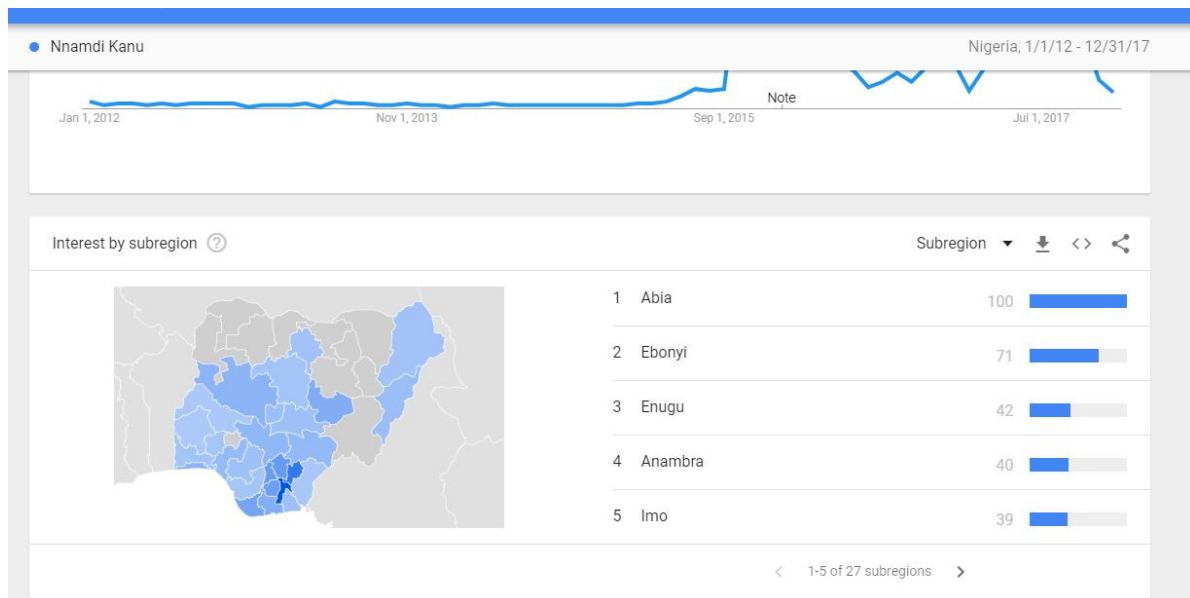 Nnamdi Kanu Nigeria, 1/1/12 - 12/31/17
Note
Jan 1, 2012 Nov 1, 2013 Sep 1, 2015 Jul 1, 2017
Interest by subregion ? Subregion
1 Abia 100
2 Ebonyi 71
3 Enugu 42
4 Anambra 40
5 Imo 39
1-5 of 27 subregions